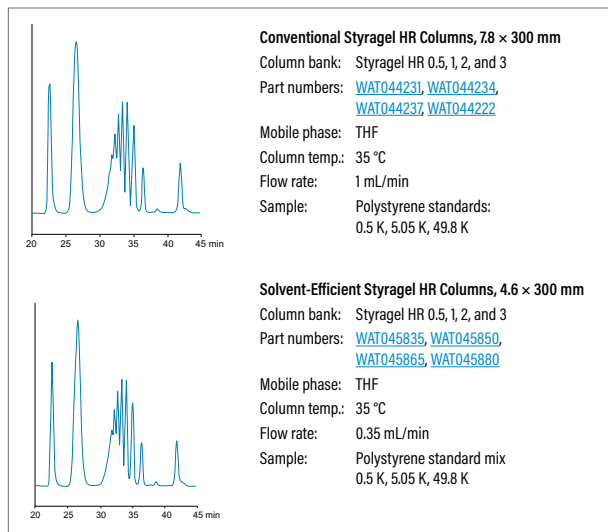 Conventional Styragel HR Columns, 7.8 × 300 mm
Column bank: Styragel HR 0.5, 1, 2, and 3
Part numbers: WAT044231, WAT044234,
WAT044237, WAT044222
Mobile phase: THF
Column temp.: 35 °C
Flow rate: 1 mL/min
Sample: Polystyrene standards:
0.5 K, 5.05 K, 49.8 K
20 25 30 35 40 45 min
Solvent-Efficient Styragel HR Columns, 4.6 × 300 mm
Column bank: Styragel HR 0.5, 1, 2, and 3
Part numbers: WAT045835, WAT045850,
WAT045865, WAT045880
Mobile phase: THF
Column temp.: 35 °C
Flow rate: 0.35 mL/min
Sample: Polystyrene standard mix
0.5 K, 5.05 K, 49.8 K
20 25 30 35 40 45 min